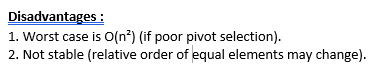 Disadvantages :
1. Worst case is O(n²) (if poor pivot selection).
2. Not stable (relative order of equal elements may change).